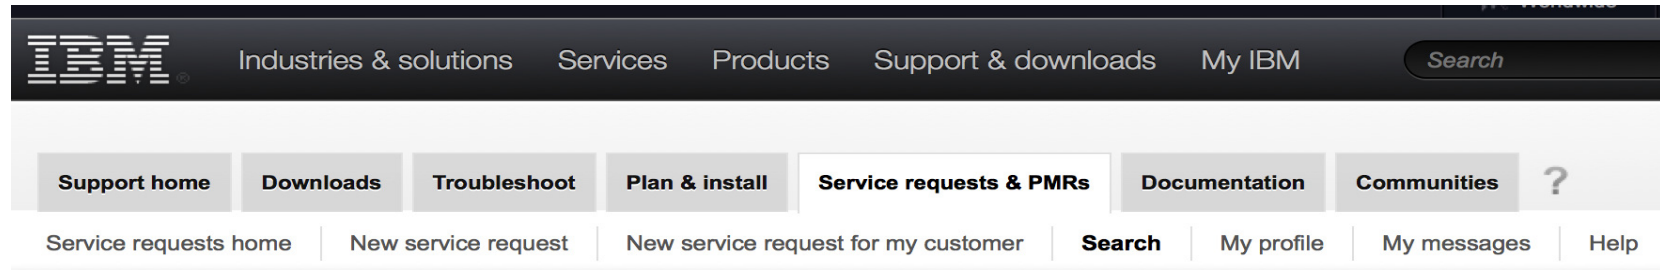 IBM ® Industries & solutions Services Products Support & downloads My IBM Search
Support home Downloads Troubleshoot Plan & install Service requests & PMRs Documentation Communities ?
Service requests home New service request New service request for my customer Search My profile My messages Help